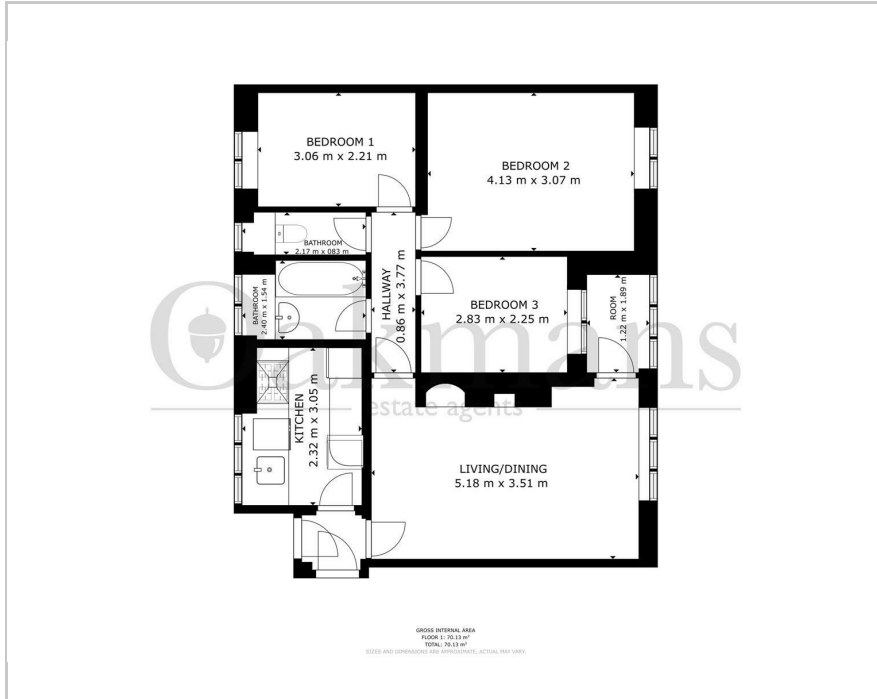 BEDROOM 1
3.06 m x 2.21 m
BEDROOM 2
4.13 m x 3.07 m
BATHROOM
2.17 m x 083 m
HALLWAY
0.86 m x 3.77 m
BATHROOM
2.40 m x 1.54 m
BEDROOM 3
2.83 m x 2.25 m
ROOM
1.22 m x 1.89 m
Oakmans
estate agents
KITCHEN
2.32 m x 3.05 m
LIVING/DINING
5.18 m x 3.51 m
GROSS INTERNAL AREA
FLOOR 1: 70.13 m²
TOTAL: 70.13 m²
SIZES AND DIMENSIONS ARE APPROXIMATE, ACTUAL MAY VARY.